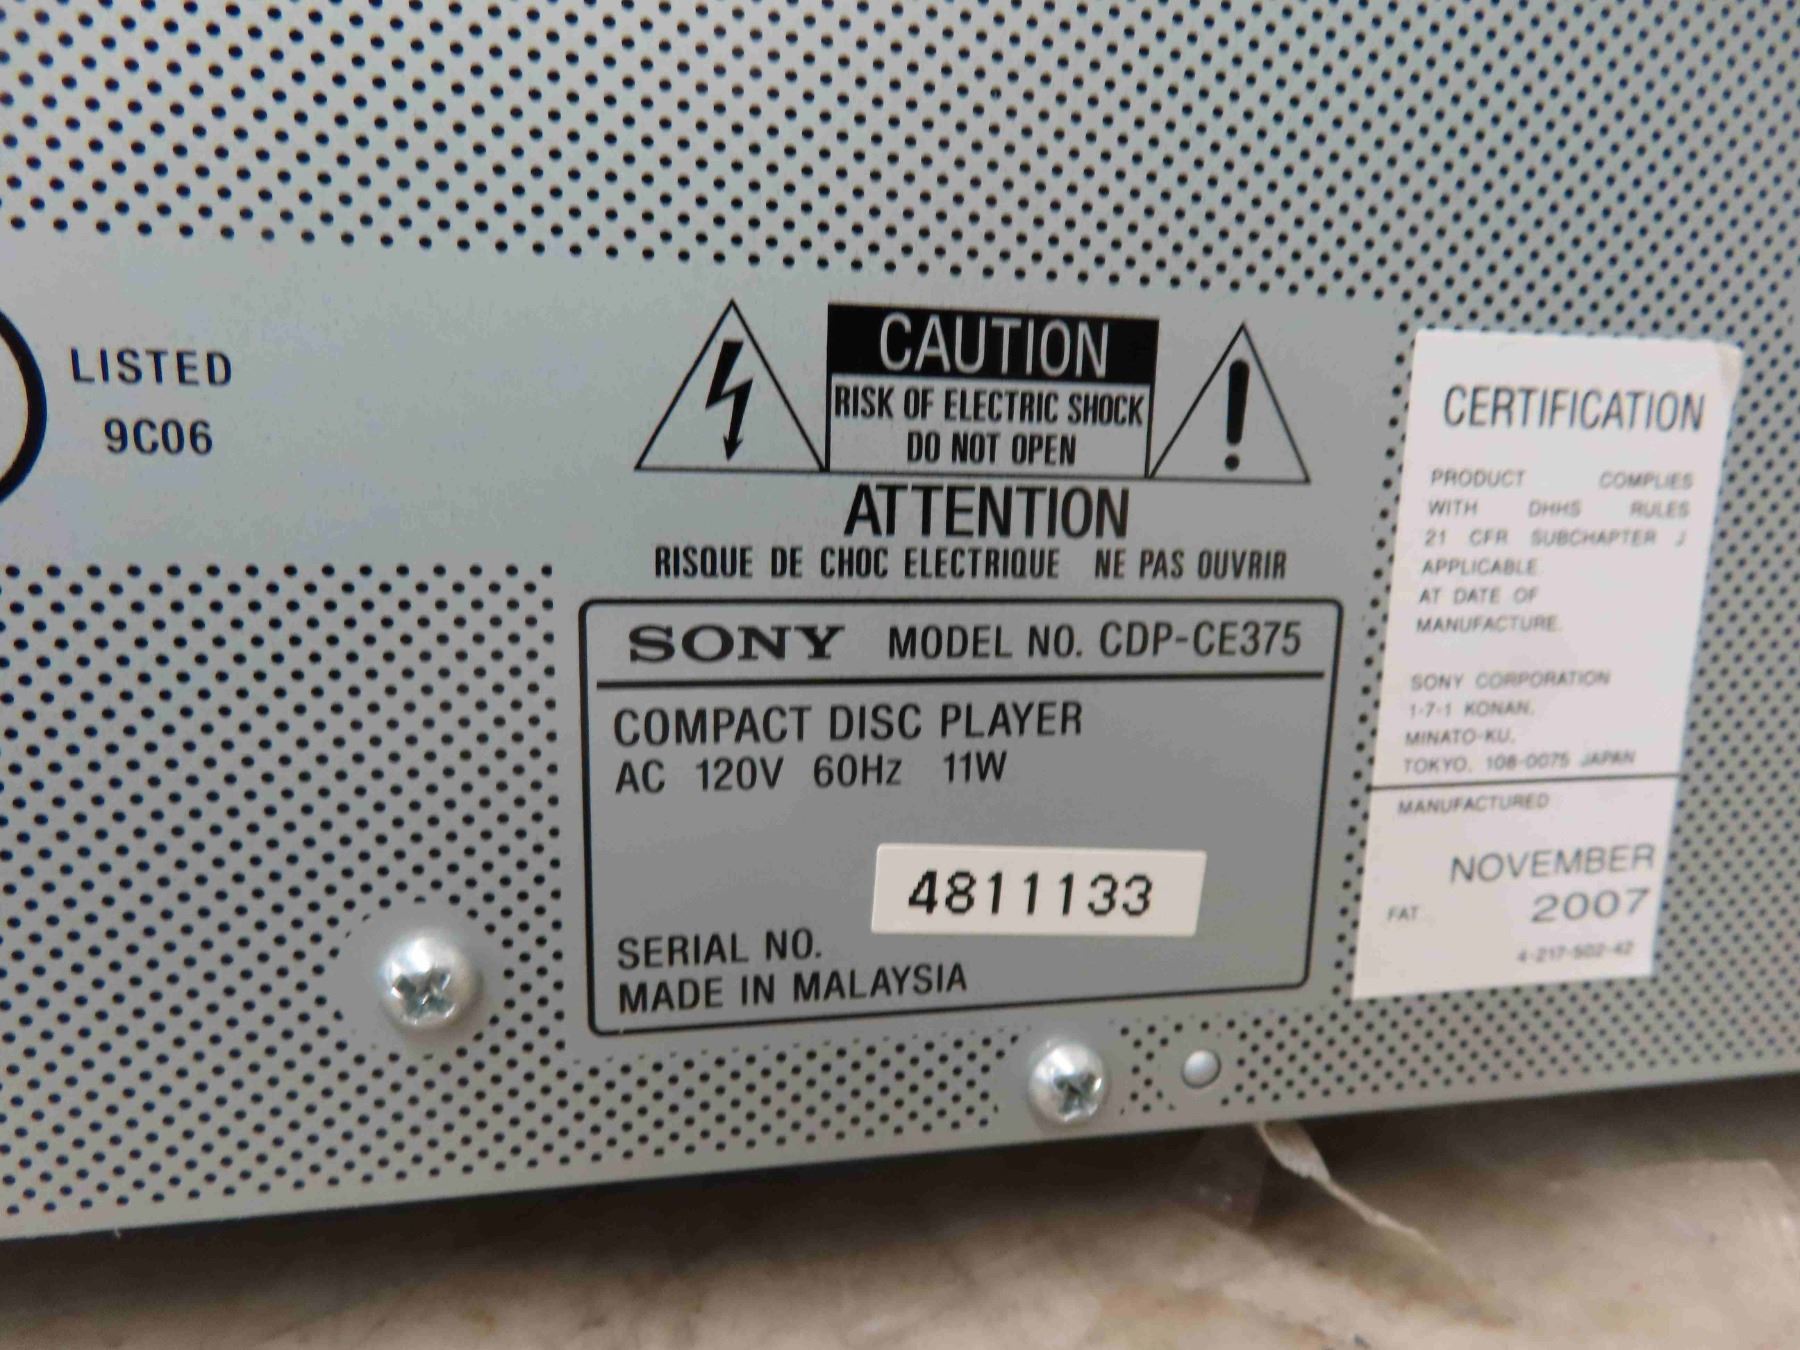 LISTED
9C06
CAUTION
RISK OF ELECTRIC SHOCK
DO NOT OPEN
ATTENTION
RISQUE DE CHOC ELECTRIQUE NE PAS OUVRIR
SONY MODEL NO. CDP-CE375
COMPACT DISC PLAYER
AC 120V 60Hz 11W
4811133
SERIAL NO.
MADE IN MALAYSIA
CERTIFICATION
PRODUCT COMPLIES
WITH DHHS RULES
21 CFR SUBCHAPTER J
APPLICABLE
AT DATE OF
MANUFACTURE.
SONY CORPORATION
1-7-1 KONAN,
MINATO-KU,
TOKYO, 108-0075 JAPAN
MANUFACTURED
NOVEMBER
FAT 2007
4-217-502-42